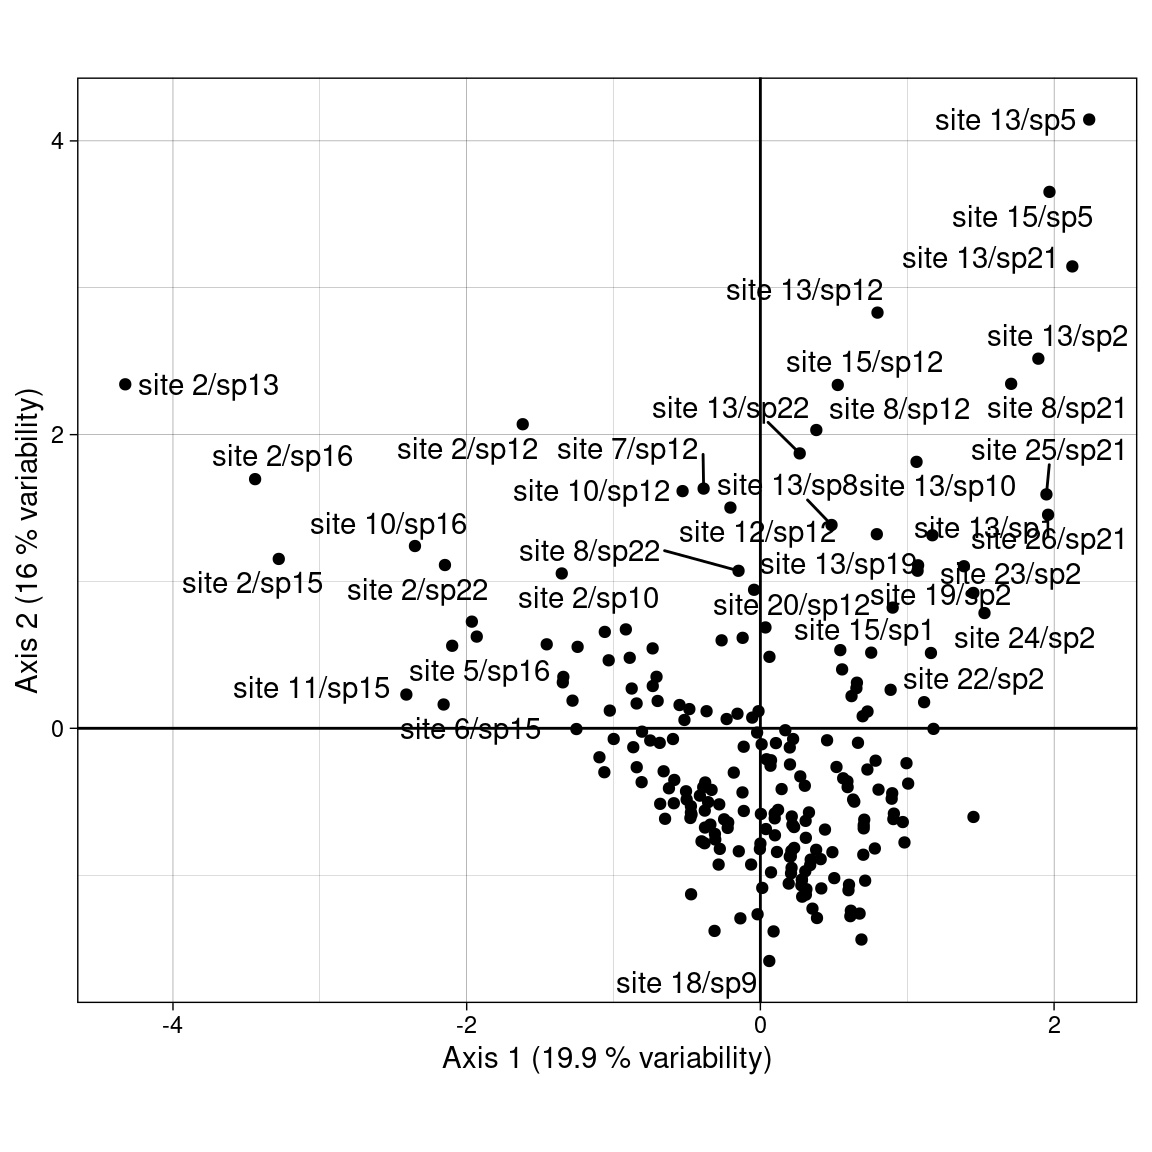 site 13/sp5
4
site 15/sp5
site 13/sp21
site 13/sp12
site 13/sp2
site 15/sp12
site 2/sp13
site 13/sp22
site 8/sp12
site 8/sp21
2
site 2/sp12
site 7/sp12
site 25/sp21
site 2/sp16
site 10/sp12
site 13/sp8
site 13/sp10
site 10/sp16
site 12/sp12
site 13/sp1
site 26/sp21
site 8/sp22
site 13/sp19
site 23/sp2
site 2/sp15
site 2/sp22
site 2/sp10
site 20/sp12
site 19/sp2
site 15/sp1
site 24/sp2
site 5/sp16
site 22/sp2
site 11/sp15
site 6/sp15
0
site 18/sp9
-4
-2
0
2
Axis 1 (19.9 % variability)
Axis 2 (16 % variability)